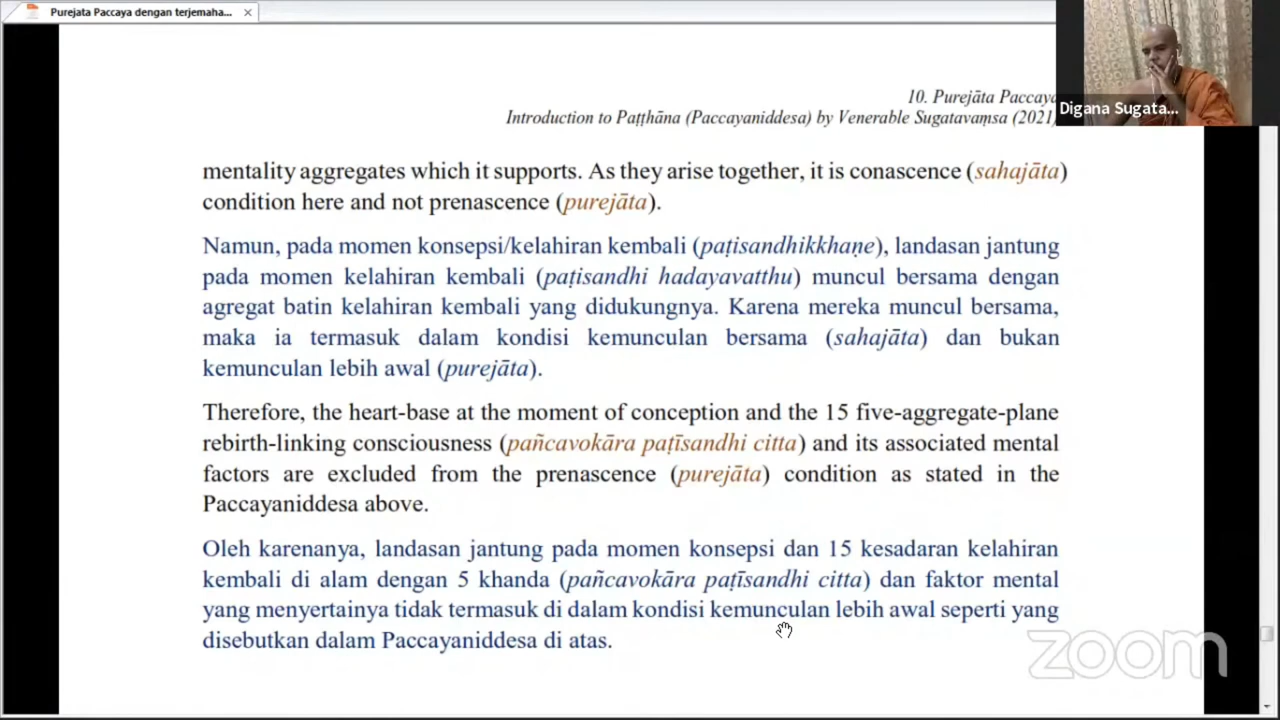 Purejata Paccaya dengan terjemaha...
10. Purejāta Paccaya
Introduction to Paṭṭhāna (Paccayaniddesa) by Venerable Sugatavaṃsa (2021)
Digana Sugata...
mentality aggregates which it supports. As they arise together, it is conascence (sahajāta)
condition here and not prenascence (purejāta).
Namun, pada momen konsepsi/kelahiran kembali (paṭisandhikkhaṇe), landasan jantung
pada momen kelahiran kembali (paṭisandhi hadayavatthu) muncul bersama dengan
agregat batin kelahiran kembali yang didukungnya. Karena mereka muncul bersama,
maka ia termasuk dalam kondisi kemunculan bersama (sahajāta) dan bukan
kemunculan lebih awal (purejāta).
Therefore, the heart-base at the moment of conception and the 15 five-aggregate-plane
rebirth-linking consciousness (pañcavokāra paṭīsandhi citta) and its associated mental
factors are excluded from the prenascence (purejāta) condition as stated in the
Paccayaniddesa above.
Oleh karenanya, landasan jantung pada momen konsepsi dan 15 kesadaran kelahiran
kembali di alam dengan 5 khanda (pañcavokāra paṭīsandhi citta) dan faktor mental
yang menyertainya tidak termasuk di dalam kondisi kemunculan lebih awal seperti yang
disebutkan dalam Paccayaniddesa di atas.
zoom